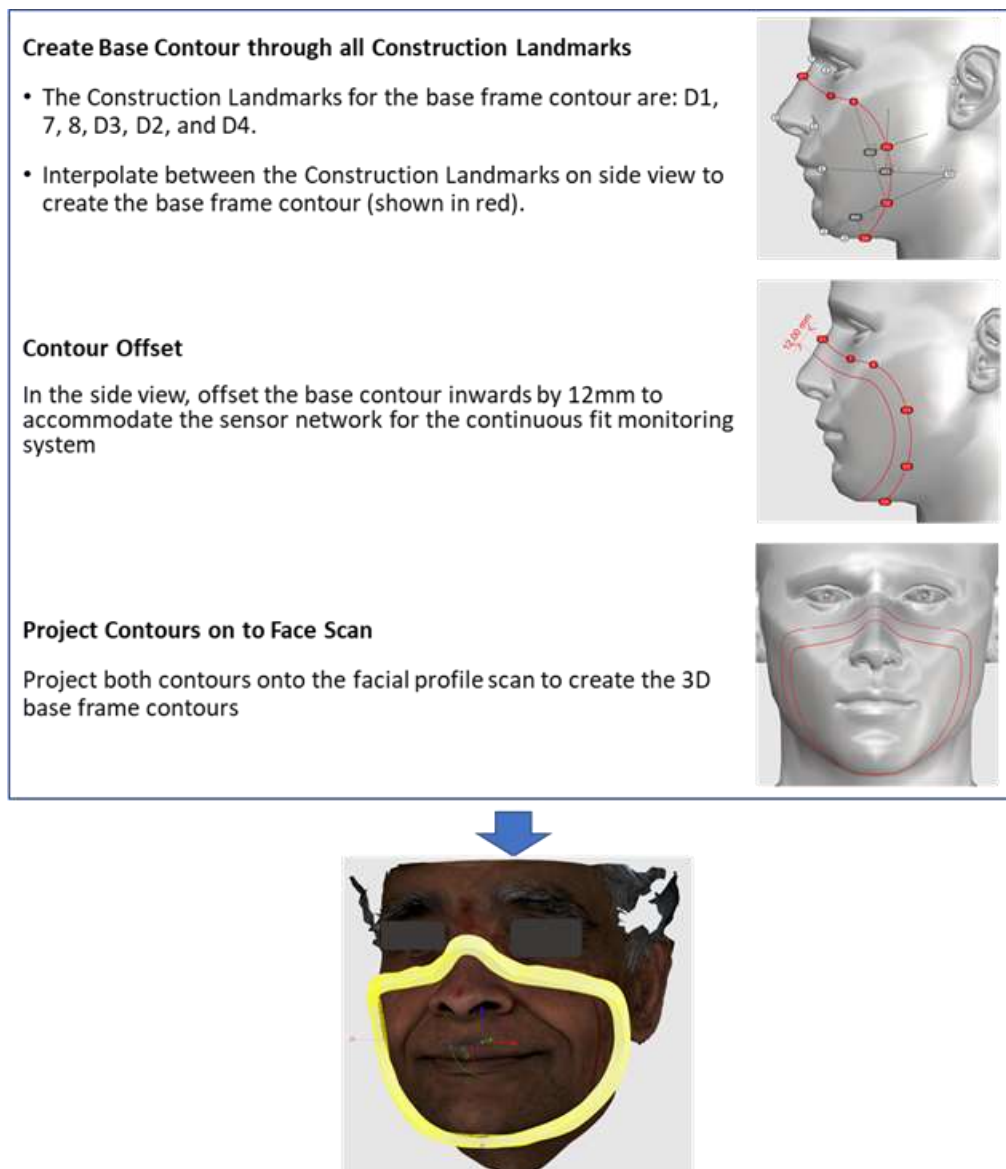 Create Base Contour through all Construction Landmarks
• The Construction Landmarks for the base frame contour are: D1,
7, 8, D3, D2, and D4.
• Interpolate between the Construction Landmarks on side view to
create the base frame contour (shown in red).
Contour Offset
12.00 mm
In the side view, offset the base contour inwards by 12mm to
accommodate the sensor network for the continuous fit monitoring
system
Project Contours on to Face Scan
Project both contours onto the facial profile scan to create the 3D
base frame contours